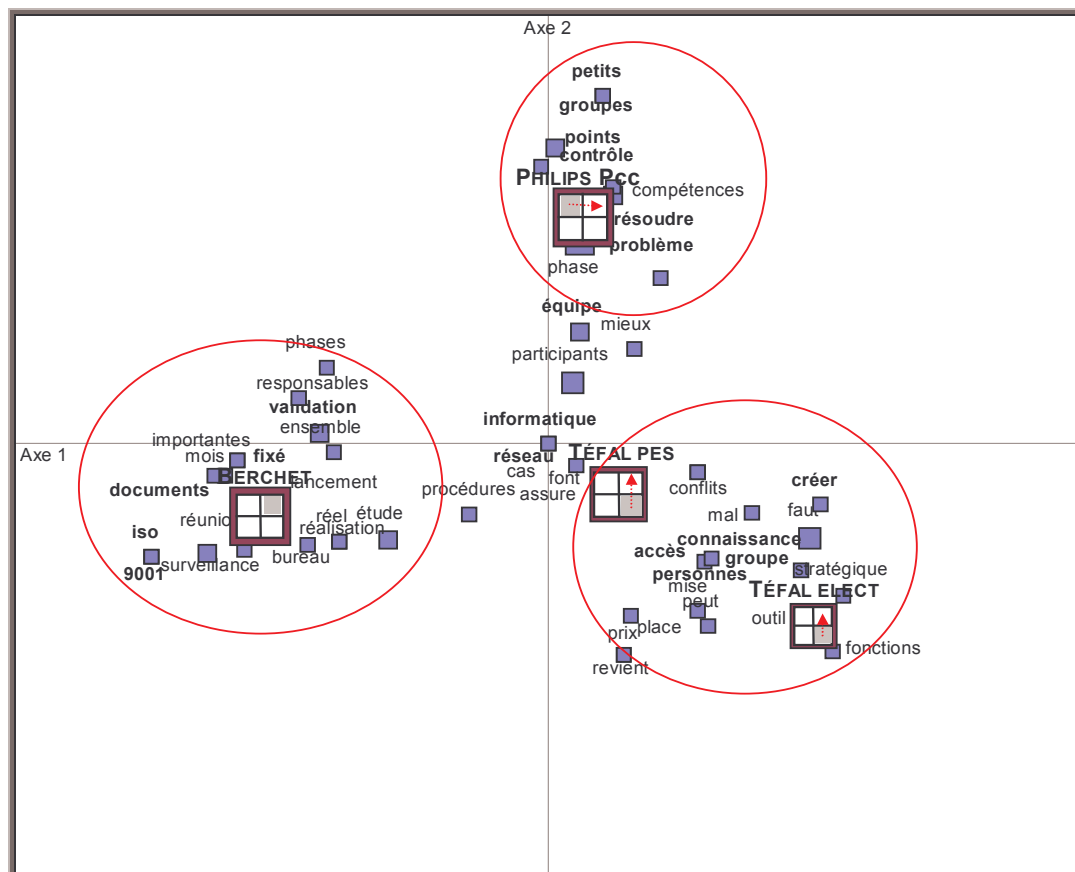 Axe 2
petits
groupes
points
contrôle
PHILIPS PCC
compétences
résoudre
problème
phase
équipe
mieux
participants
phases
responsables
validation
ensemble
informatique
importantes
Axe 1
mois
fixé
réseau
TÉFAL PES
cas
font
BERCHET
lancement
documents
procédures
assure
conflits
créer
réel
étude
mal
faut
iso
réalisation
connaissance
bureau
accès
groupe
surveillance
9001
personnes
stratégique
mise
TÉFAL ELECT
peut
outil
prix
place
fonctions
revient